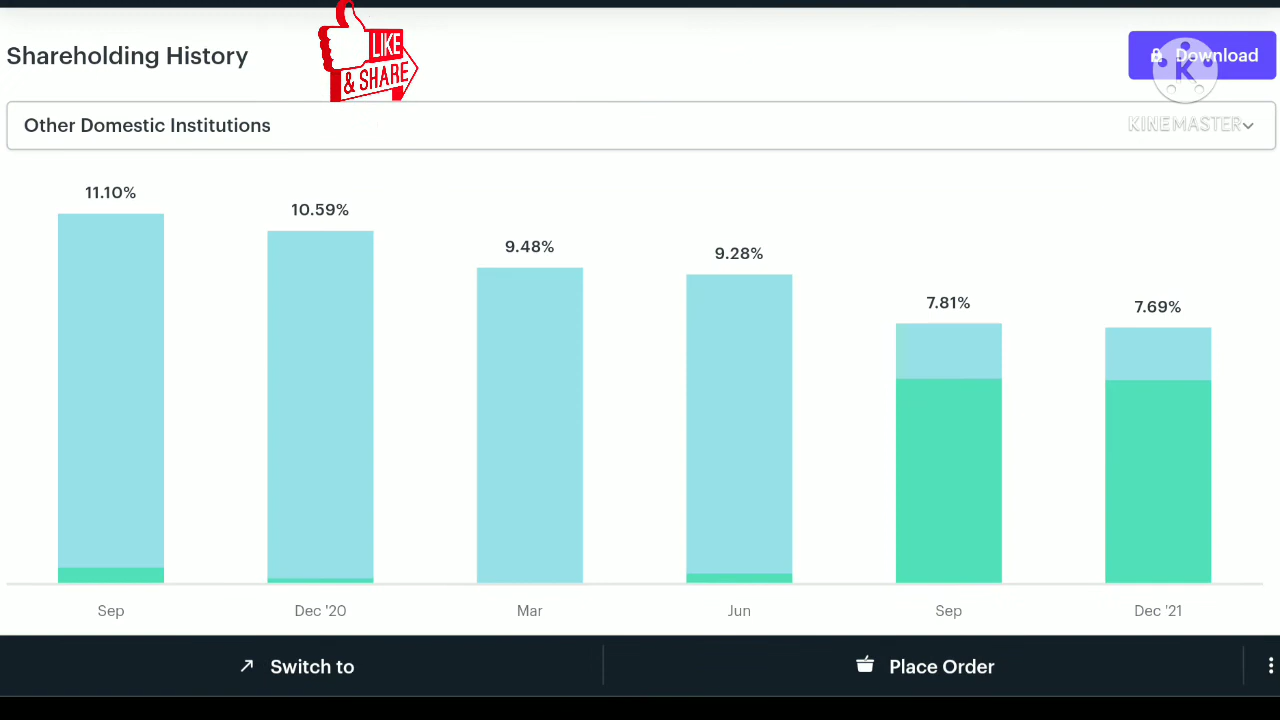 LIKE
& SHARE
Shareholding History
Download
K
KINEMASTER
Other Domestic Institutions
11.10%
10.59%
9.48%
9.28%
7.81%
7.69%
Sep
Dec '20
Mar
Jun
Sep
Dec '21
Switch to
Place Order